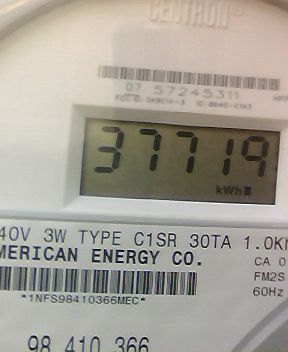 CENTRON®
07 57245311
37719
kWh
40V 3W TYPE C1SR 30TA 1.0K
MERICAN ENERGY CO.
CA 0
FM2S
60Hz
*1NFS98410366MEC*
98 410 366